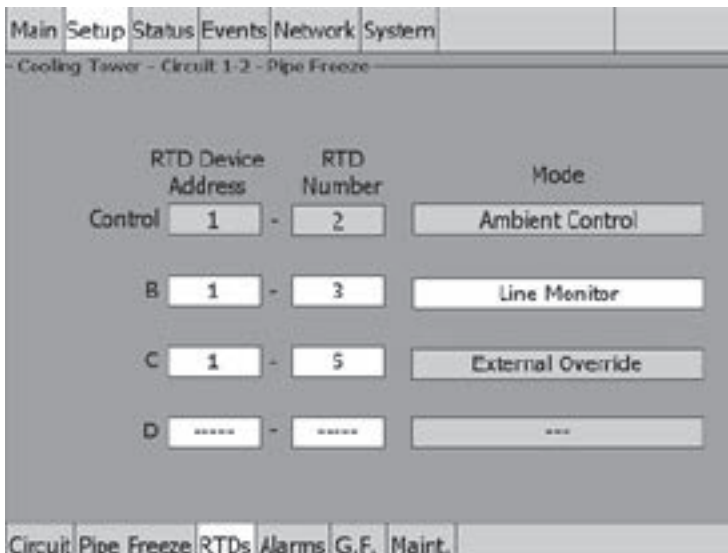 Main Setup Status Events Network System
Cooling Tower - Circuit 1-2 - Pipe Freeze
RTD Device Address RTD Number Mode
Control 1 - 2 Ambient Control
B 1 - 3 Line Monitor
C 1 - 5 External Override
D ----- - ----- ---
Circuit Pipe Freeze RTDs Alarms G.F. Maint.